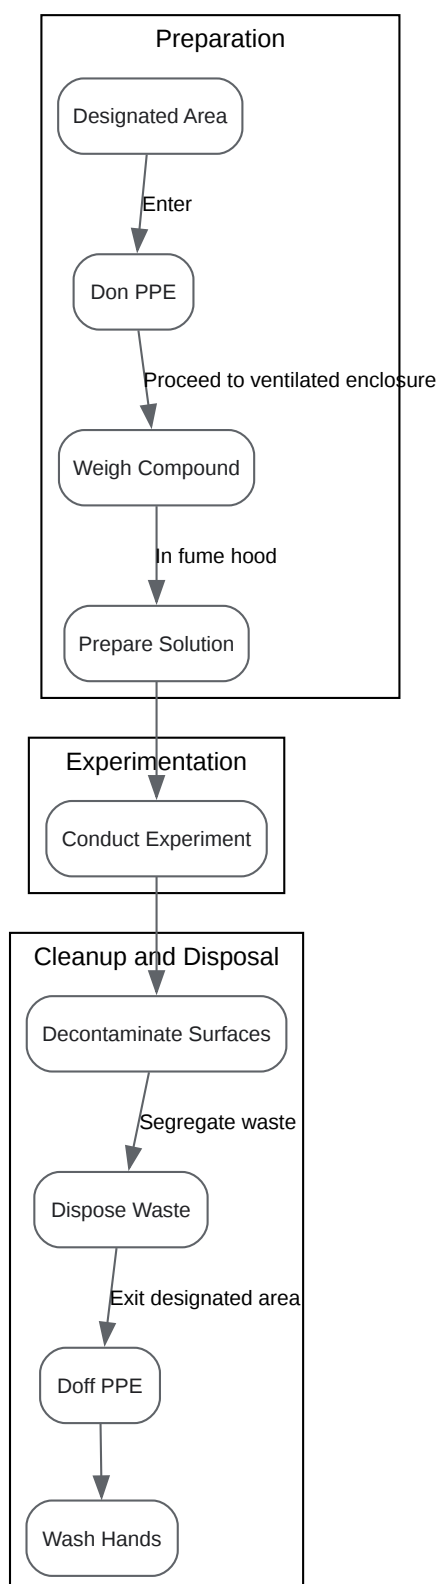 Preparation
Designated Area
Enter
Don PPE
Proceed to ventilated enclosure
Weigh Compound
In fume hood
Prepare Solution
Experimentation
Conduct Experiment
Cleanup and Disposal
Decontaminate Surfaces
Segregate waste
Dispose Waste
Exit designated area
Doff PPE
Wash Hands